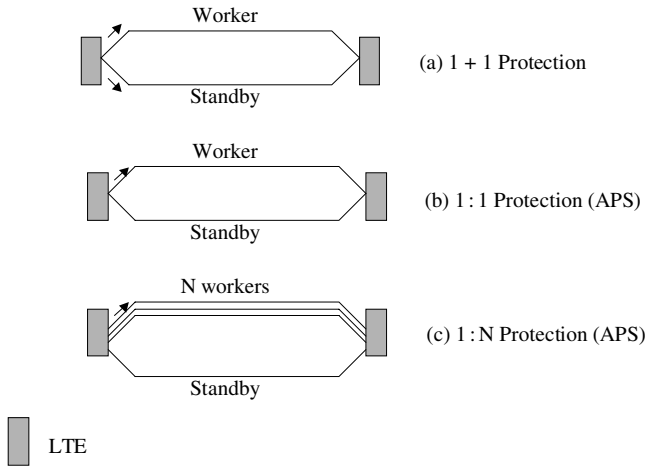 Worker
(a) 1 + 1 Protection
Standby
Worker
(b) 1 : 1 Protection (APS)
Standby
N workers
(c) 1 : N Protection (APS)
Standby
LTE